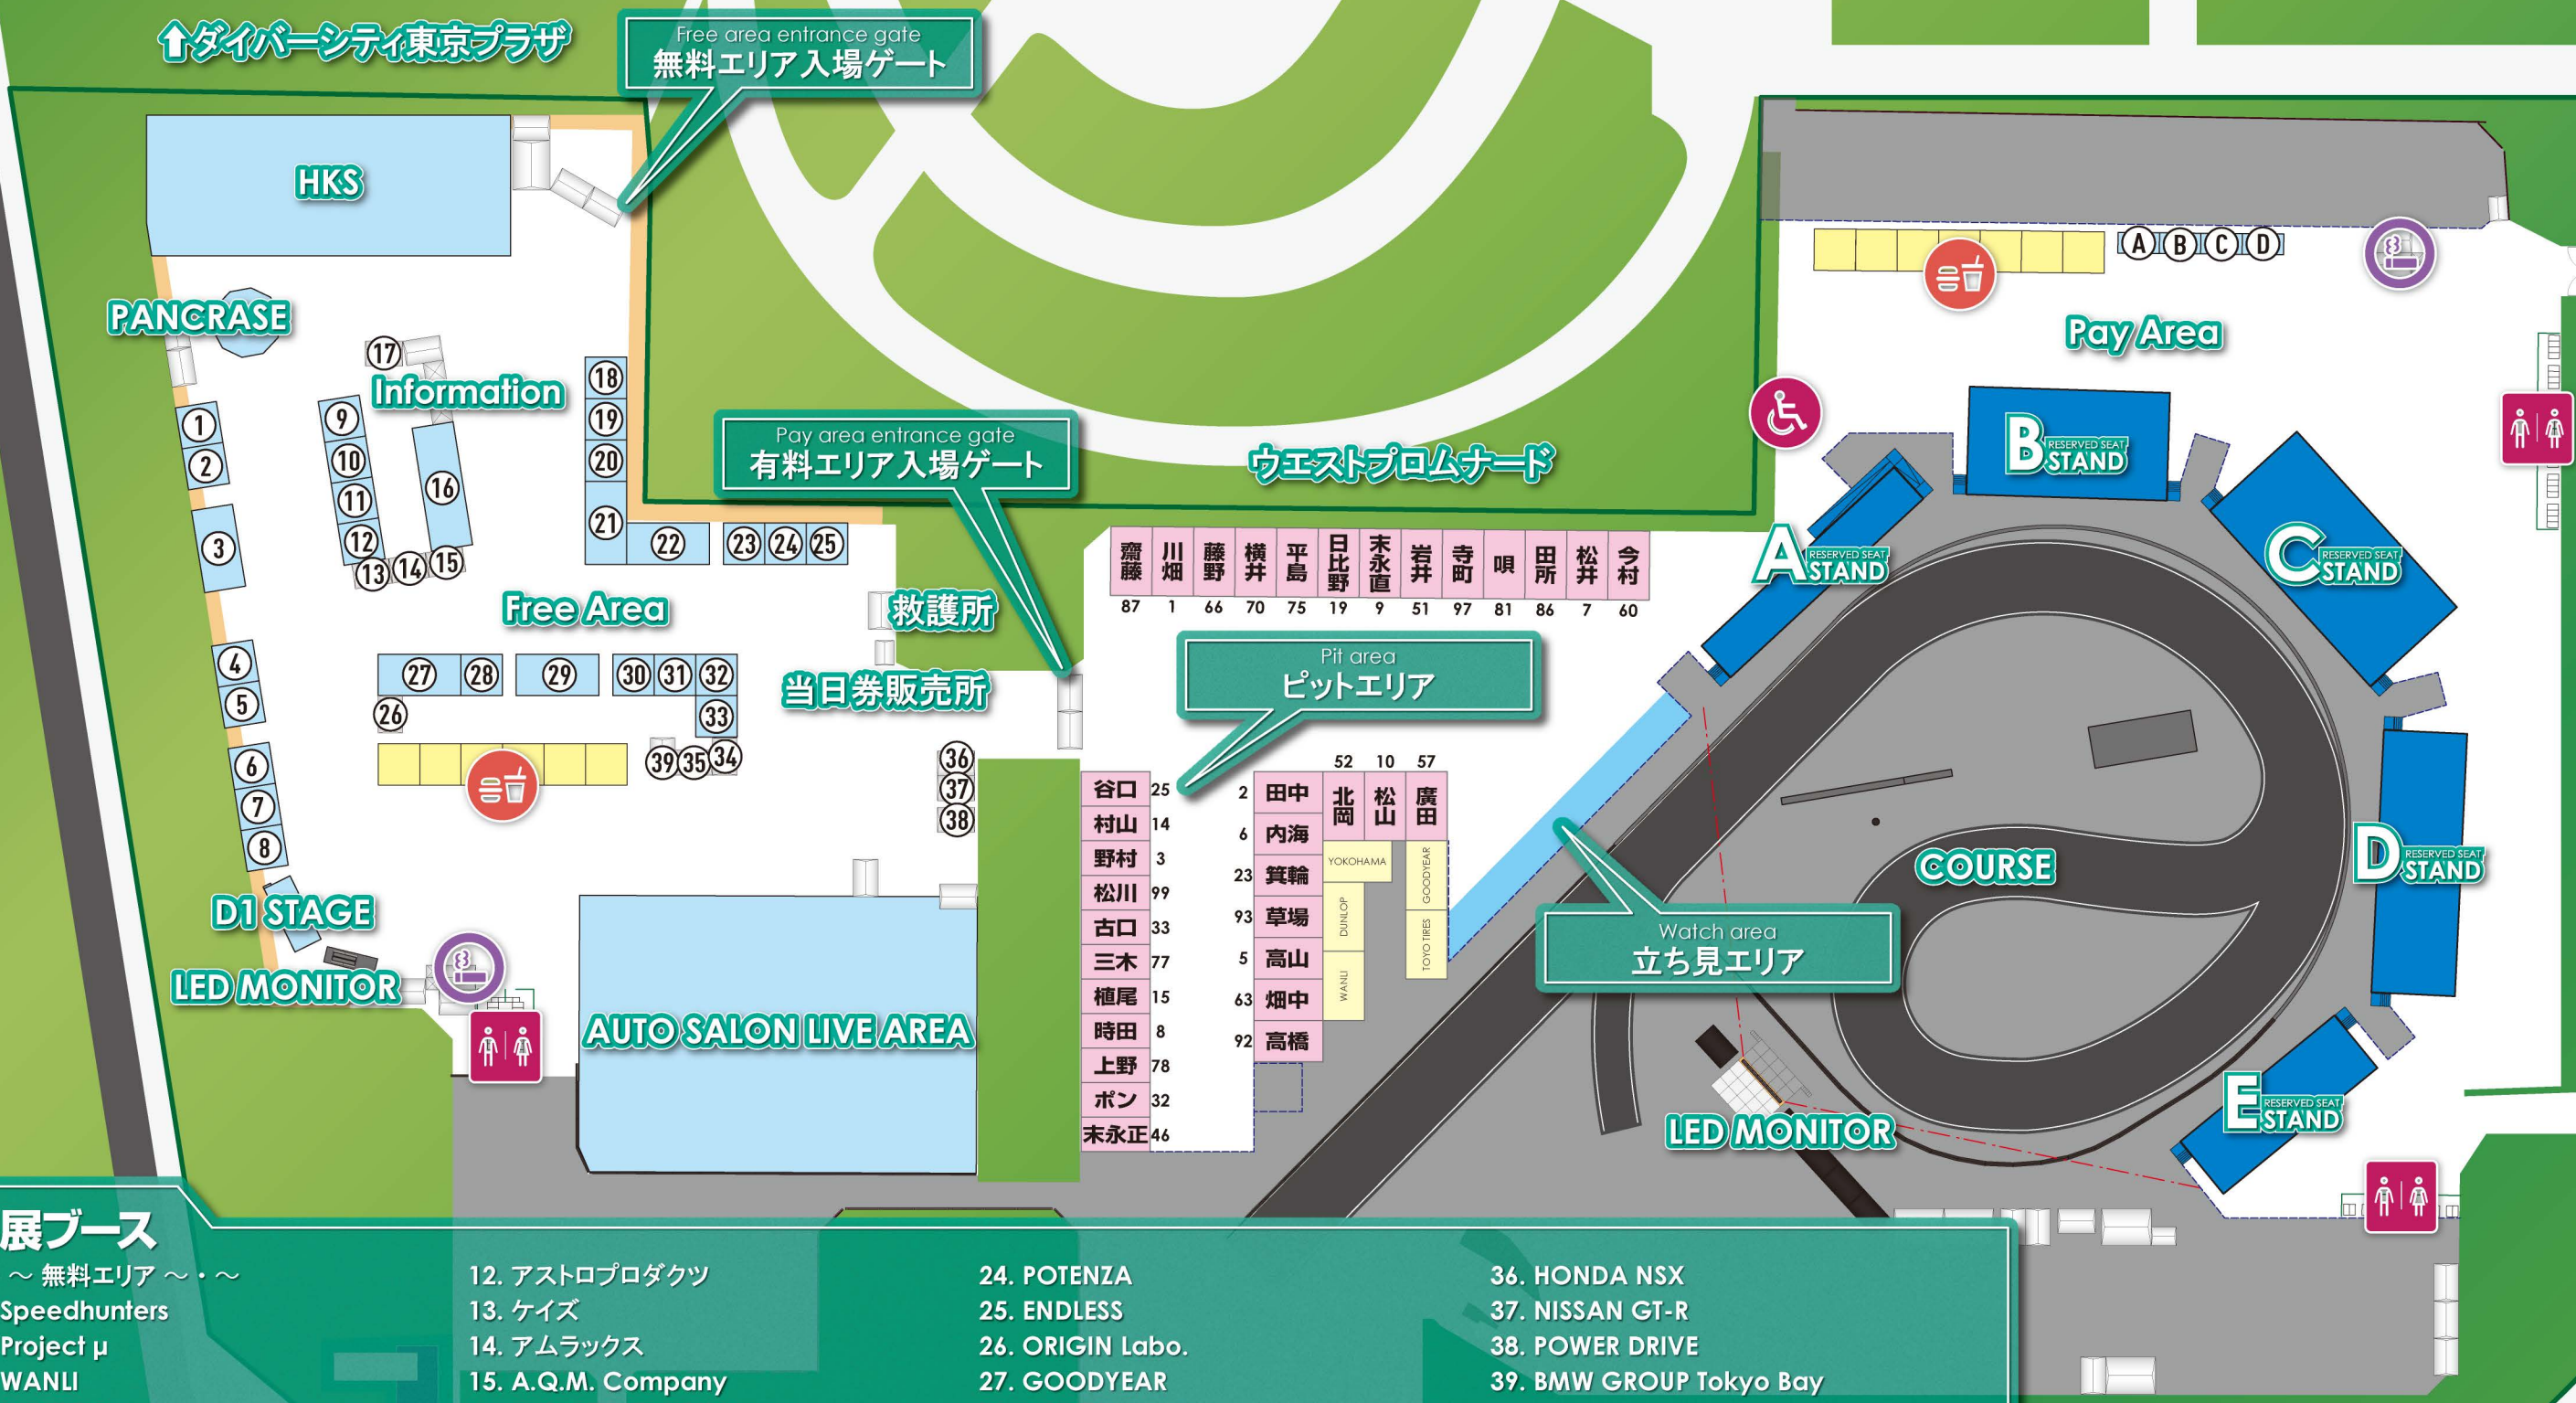 ⬆ダイバーシティ東京プラザ
Free area entrance gate
無料エリア入場ゲート
HKS
PANCRASE
17
Information
1
2
3
4
5
6
7
8
9
10
11
12
13
14
15
16
18
19
20
21
22
23
24
25
Pay area entrance gate
有料エリア入場ゲート
ウエストプロムナード
Free Area
救護所
当日券販売所
27
28
29
30
31
32
33
26
39
35
34
36
37
38
D1 STAGE
LED MONITOR
AUTO SALON LIVE AREA
齋藤 川畑 藤野 横井 平島 日比野 末永直 岩井 寺町 唄 田所 松井 今村
87 1 66 70 75 19 9 51 97 81 86 7 60
Pit area
ピットエリア
谷口 25
村山 14
野村 3
松川 99
古口 33
三木 77
植尾 15
時田 8
上野 78
ポン 32
末永正 46
2 田中
6 内海
23 箕輪
93 草場
5 高山
63 畑中
92 高橋
52 10 57
北岡 松山 廣田
YOKOHAMA
DUNLOP
WANLI
GOODYEAR
TOYO TIRES
A B C D
Pay Area
A RESERVED SEAT STAND
B RESERVED SEAT STAND
C RESERVED SEAT STAND
D RESERVED SEAT STAND
E RESERVED SEAT STAND
COURSE
Watch area
立ち見エリア
LED MONITOR
展ブース
～ 無料エリア ～・～
Speedhunters
Project μ
WANLI
12. アストロプロダクツ
13. ケイズ
14. アムラックス
15. A.Q.M. Company
24. POTENZA
25. ENDLESS
26. ORIGIN Labo.
27. GOODYEAR
36. HONDA NSX
37. NISSAN GT-R
38. POWER DRIVE
39. BMW GROUP Tokyo Bay